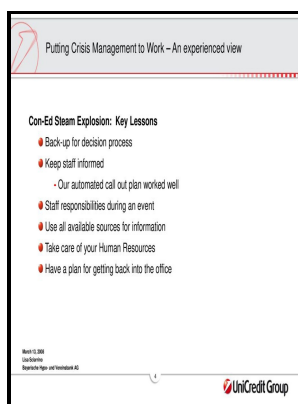 Putting Crisis Management to Work – An experienced view
Con-Ed Steam Explosion: Key Lessons
Back-up for decision process
Keep staff informed
- Our automated call out plan worked well
Staff responsibilities during an event
Use all available sources for information
Take care of your Human Resources
Have a plan for getting back into the office
March 13, 2008
Lisa Sciarrino
Bayerische Hypo- und Vereinsbank AG
4
UniCredit Group